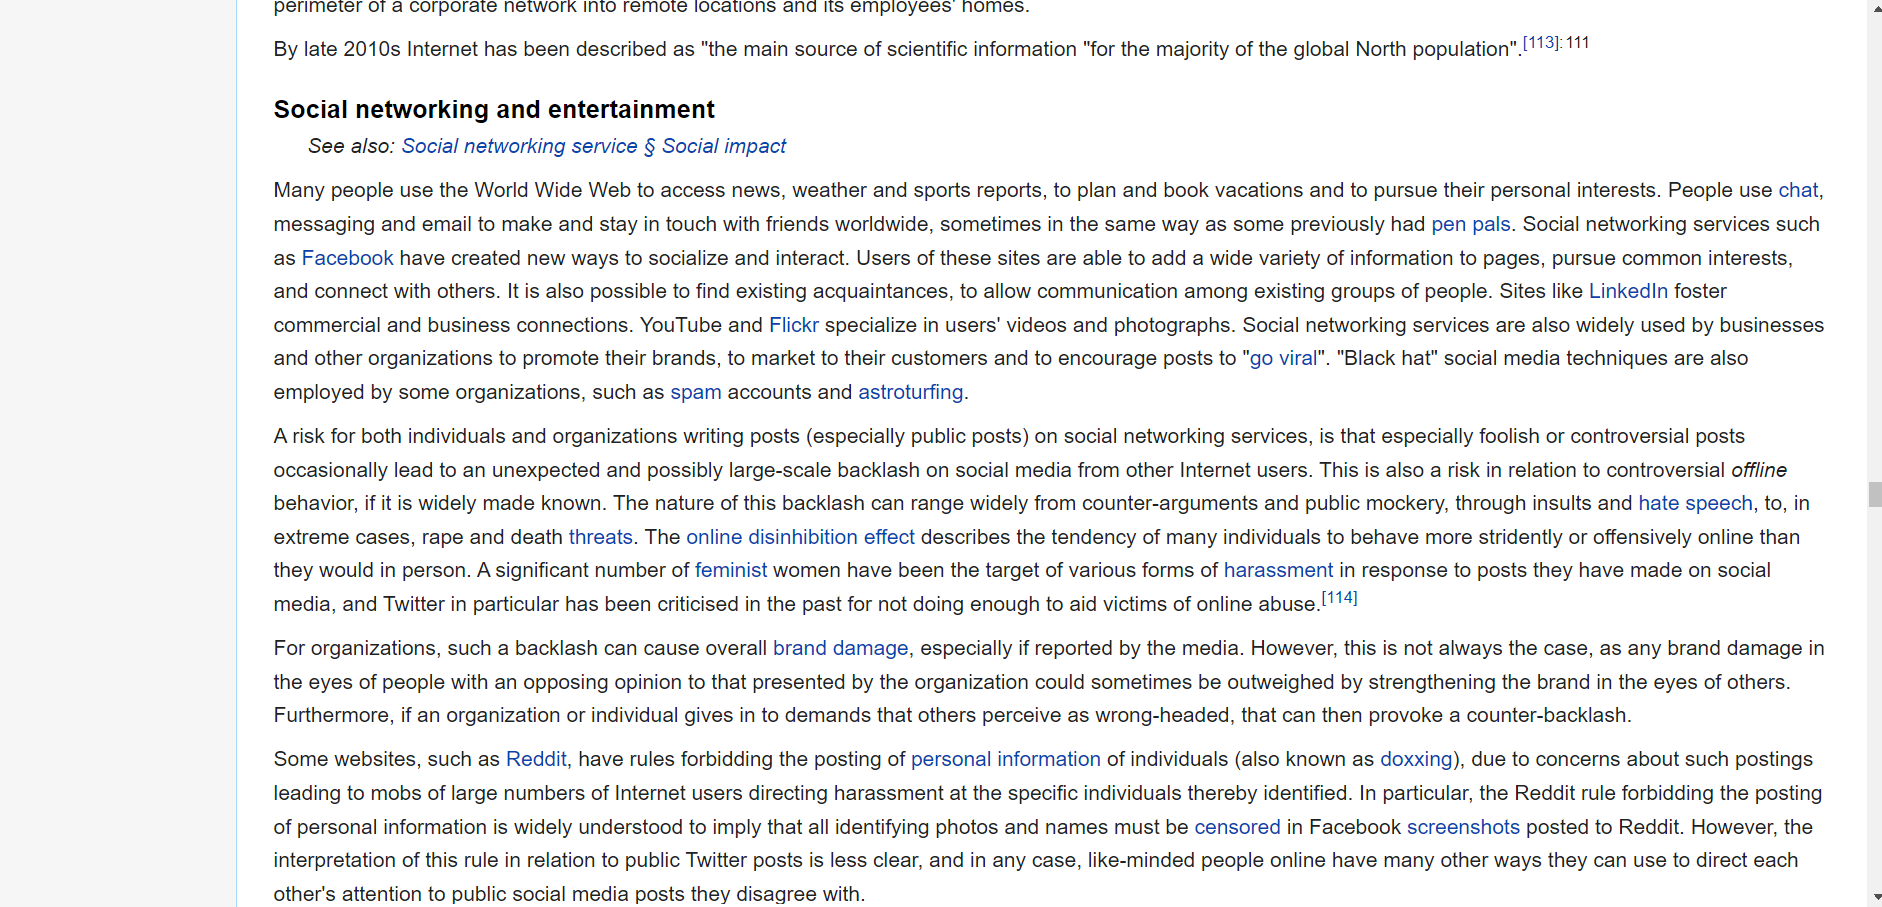 perimeter of a corporate network into remote locations and its employees' homes.
By late 2010s Internet has been described as "the main source of scientific information "for the majority of the global North population".[113]:111
Social networking and entertainment
See also: Social networking service § Social impact
Many people use the World Wide Web to access news, weather and sports reports, to plan and book vacations and to pursue their personal interests. People use chat,
messaging and email to make and stay in touch with friends worldwide, sometimes in the same way as some previously had pen pals. Social networking services such
as Facebook have created new ways to socialize and interact. Users of these sites are able to add a wide variety of information to pages, pursue common interests,
and connect with others. It is also possible to find existing acquaintances, to allow communication among existing groups of people. Sites like LinkedIn foster
commercial and business connections. YouTube and Flickr specialize in users' videos and photographs. Social networking services are also widely used by businesses
and other organizations to promote their brands, to market to their customers and to encourage posts to "go viral". "Black hat" social media techniques are also
employed by some organizations, such as spam accounts and astroturfing.
A risk for both individuals and organizations writing posts (especially public posts) on social networking services, is that especially foolish or controversial posts
occasionally lead to an unexpected and possibly large-scale backlash on social media from other Internet users. This is also a risk in relation to controversial offline
behavior, if it is widely made known. The nature of this backlash can range widely from counter-arguments and public mockery, through insults and hate speech, to, in
extreme cases, rape and death threats. The online disinhibition effect describes the tendency of many individuals to behave more stridently or offensively online than
they would in person. A significant number of feminist women have been the target of various forms of harassment in response to posts they have made on social
media, and Twitter in particular has been criticised in the past for not doing enough to aid victims of online abuse.[114]
For organizations, such a backlash can cause overall brand damage, especially if reported by the media. However, this is not always the case, as any brand damage in
the eyes of people with an opposing opinion to that presented by the organization could sometimes be outweighed by strengthening the brand in the eyes of others.
Furthermore, if an organization or individual gives in to demands that others perceive as wrong-headed, that can then provoke a counter-backlash.
Some websites, such as Reddit, have rules forbidding the posting of personal information of individuals (also known as doxxing), due to concerns about such postings
leading to mobs of large numbers of Internet users directing harassment at the specific individuals thereby identified. In particular, the Reddit rule forbidding the posting
of personal information is widely understood to imply that all identifying photos and names must be censored in Facebook screenshots posted to Reddit. However, the
interpretation of this rule in relation to public Twitter posts is less clear, and in any case, like-minded people online have many other ways they can use to direct each
other's attention to public social media posts they disagree with.